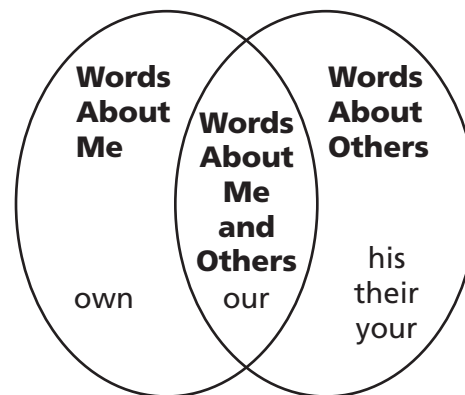 Words
About
Me
own
Words
About
Me
and
Others
our
Words
About
Others
his
their
your